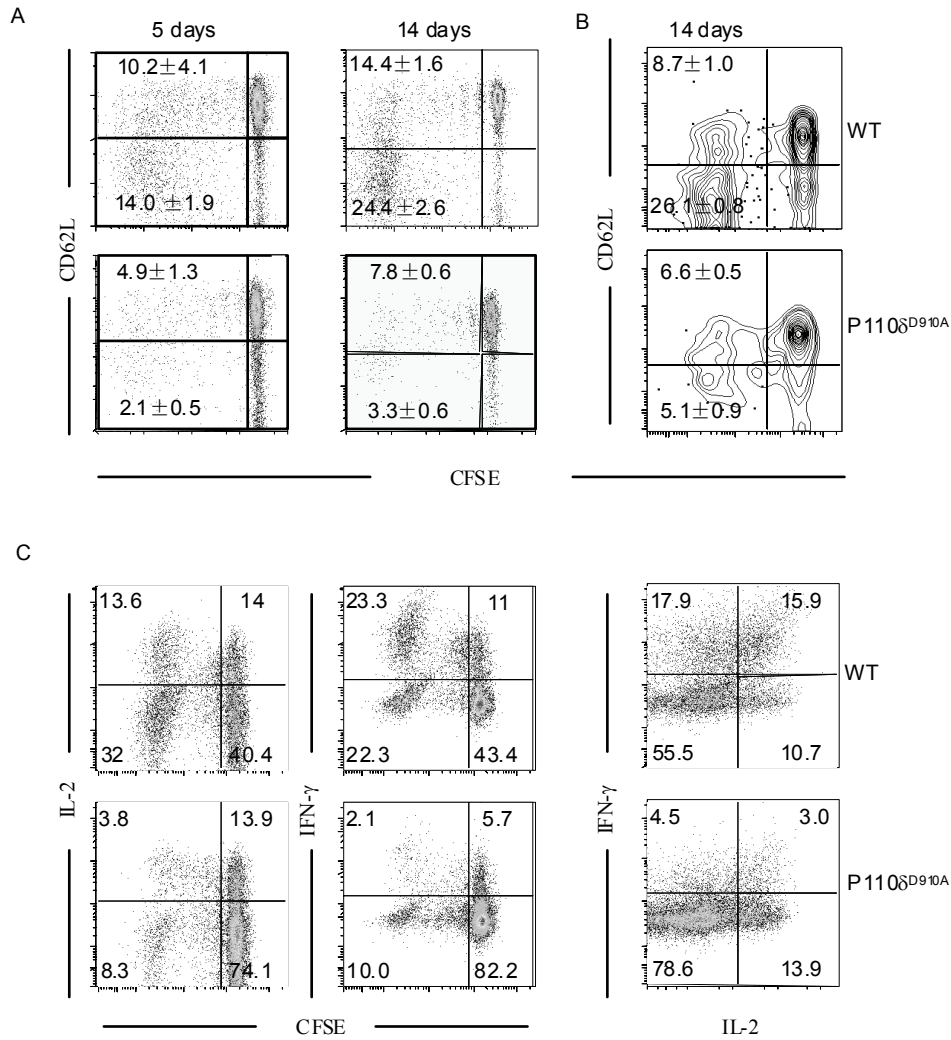 A
B
5 days
14 days
14 days
10.2±4.1
14.4±1.6
8.7±1.0
WT
14.0 ±1.9
24.4±2.6
26.1±0.8
CD62L
CD62L
4.9±1.3
7.8±0.6
6.6±0.5
P110δD910A
2.1±0.5
3.3±0.6
5.1±0.9
CFSE
C
13.6
14
23.3
11
17.9
15.9
WT
32
40.4
22.3
43.4
55.5
10.7
IL-2
IFN-γ
IFN-γ
3.8
13.9
2.1
5.7
4.5
3.0
P110δD910A
8.3
74.1
10.0
82.2
78.6
13.9
CFSE
IL-2